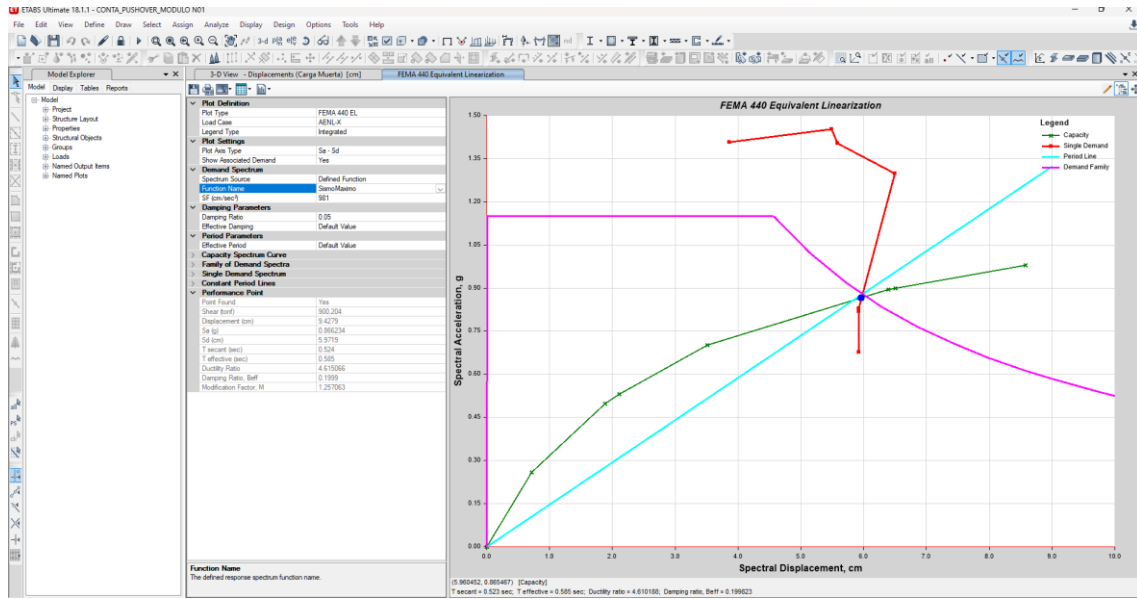 ETABS Ultimate 18.1.1 - CONTA_PUSHOVER_MODULO N01
File Edit View Define Draw Select Assign Analyze Display Design Options Tools Help
Model Explorer
3-D View - Displacements (Carga Muerta) [cm]
FEMA 440 Equivalent Linearization
Model Display Tables Reports
Model
Project
Structure Layout
Properties
Structural Objects
Groups
Loads
Named Output Items
Named Plots
Plot Definition
Plot Type FEMA 440 EL
Load Case AENL-X
Legend Type Integrated
Plot Settings
Plot Axis Type Sa - Sd
Show Associated Demand Yes
Demand Spectrum
Spectrum Source Defined Function
Function Name SismoMaximo
SF (cm/sec²) 981
Damping Parameters
Damping Ratio 0.05
Effective Damping Default Value
Period Parameters
Effective Period Default Value
Capacity Spectrum Curve
Family of Demand Spectra
Single Demand Spectrum
Constant Period Lines
Performance Point
Point Found Yes
Shear (tonf) 900.204
Displacement (cm) 9.4279
Sa (g) 0.866234
Sd (cm) 5.9719
T secant (sec) 0.524
T effective (sec) 0.585
Ductility Ratio 4.615066
Damping Ratio, Beff 0.1999
Modification Factor, M 1.257063
Function Name
The defined response spectrum function name.
FEMA 440 Equivalent Linearization
Legend
Capacity
Single Demand
Period Line
Demand Family
Spectral Acceleration, g
1.50
1.35
1.20
1.05
0.90
0.75
0.60
0.45
0.30
0.15
0.00
0.0 1.0 2.0 3.0 4.0 5.0 6.0 7.0 8.0 9.0 10.0
Spectral Displacement, cm
(5.960452, 0.865467) [Capacity]
T secant = 0.523 sec; T effective = 0.585 sec; Ductility ratio = 4.610188; Damping ratio, Beff = 0.199823